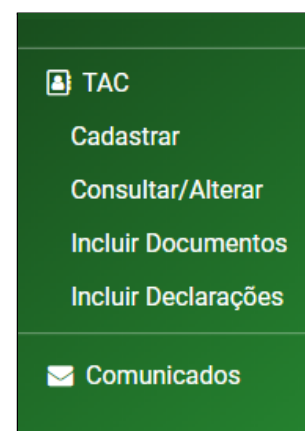 TAC
Cadastrar
Consultar/Alterar
Incluir Documentos
Incluir Declarações
Comunicados